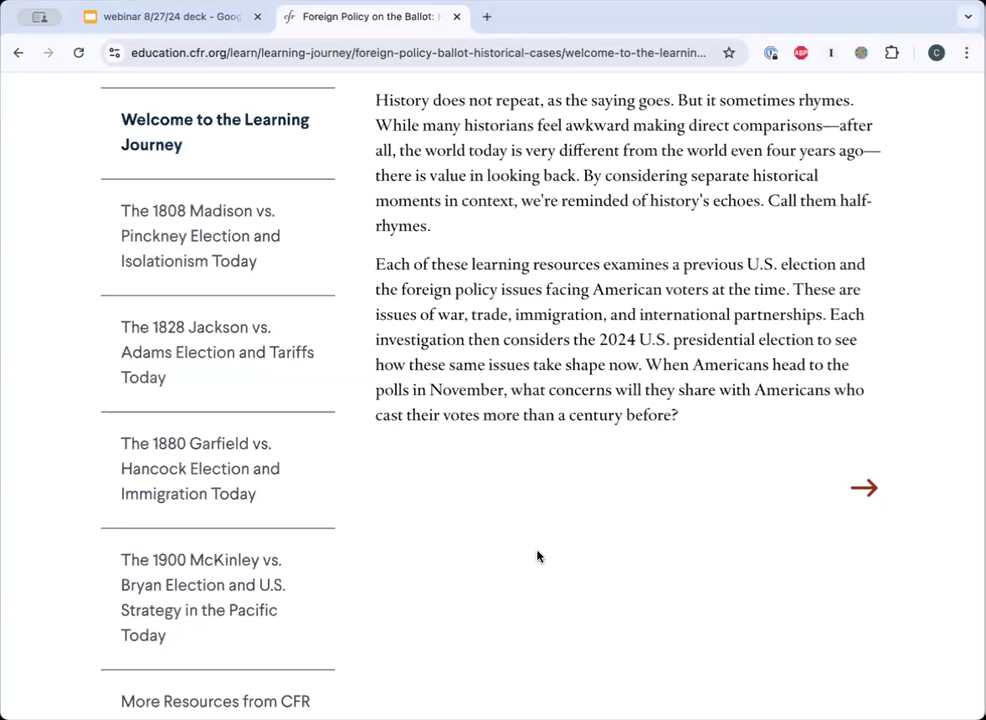 webinar 8/27/24 deck - Goog
Foreign Policy on the Ballot: H
education.cfr.org/learn/learning-journey/foreign-policy-ballot-historical-cases/welcome-to-the-learnin...
ABP
I
C
Welcome to the Learning
Journey
The 1808 Madison vs.
Pinckney Election and
Isolationism Today
The 1828 Jackson vs.
Adams Election and Tariffs
Today
The 1880 Garfield vs.
Hancock Election and
Immigration Today
The 1900 McKinley vs.
Bryan Election and U.S.
Strategy in the Pacific
Today
More Resources from CFR
History does not repeat, as the saying goes. But it sometimes rhymes.
While many historians feel awkward making direct comparisons—after
all, the world today is very different from the world even four years ago—
there is value in looking back. By considering separate historical
moments in context, we're reminded of history's echoes. Call them half-
rhymes.
Each of these learning resources examines a previous U.S. election and
the foreign policy issues facing American voters at the time. These are
issues of war, trade, immigration, and international partnerships. Each
investigation then considers the 2024 U.S. presidential election to see
how these same issues take shape now. When Americans head to the
polls in November, what concerns will they share with Americans who
cast their votes more than a century before?